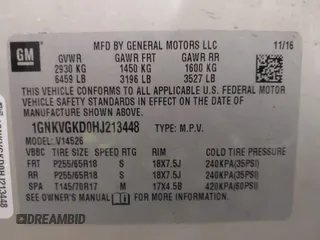 GM
MFD BY GENERAL MOTORS LLC 11/16
GVWR GAWR FRT GAWR RR
2930 KG 1450 KG 1600 KG
6459 LB 3196 LB 3527 LB
THIS VEHICLE CONFORMS TO ALL APPLICABLE
U.S. FEDERAL MOTOR VEHICLE SAFETY
STANDARDS IN EFFECT ON THE DATE OF
MANUFACTURE SHOWN ABOVE.
1GNKVGKD0HJ213448 TYPE: M.P.V.
MODEL: V14526
TIRE SIZE SPEED RIM COLD TIRE PRESSURE
FRT P255/65R18 S 18X7.5J 240KPA(35PSI)
RR P255/65R18 S 18X7.5J 240KPA(35PSI)
SPA T145/70R17 M 17X4.5B 420KPA(60PSI)
SEE OWNER'S MANUAL FOR MORE INFORMATION.
AUTOBIDMASTER